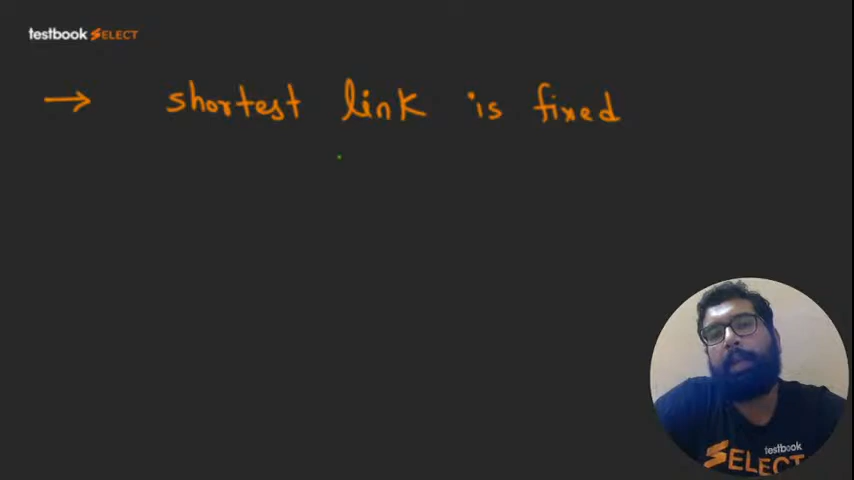 testbook SELECT
→ shortest link is fixed
testbook
SELECT